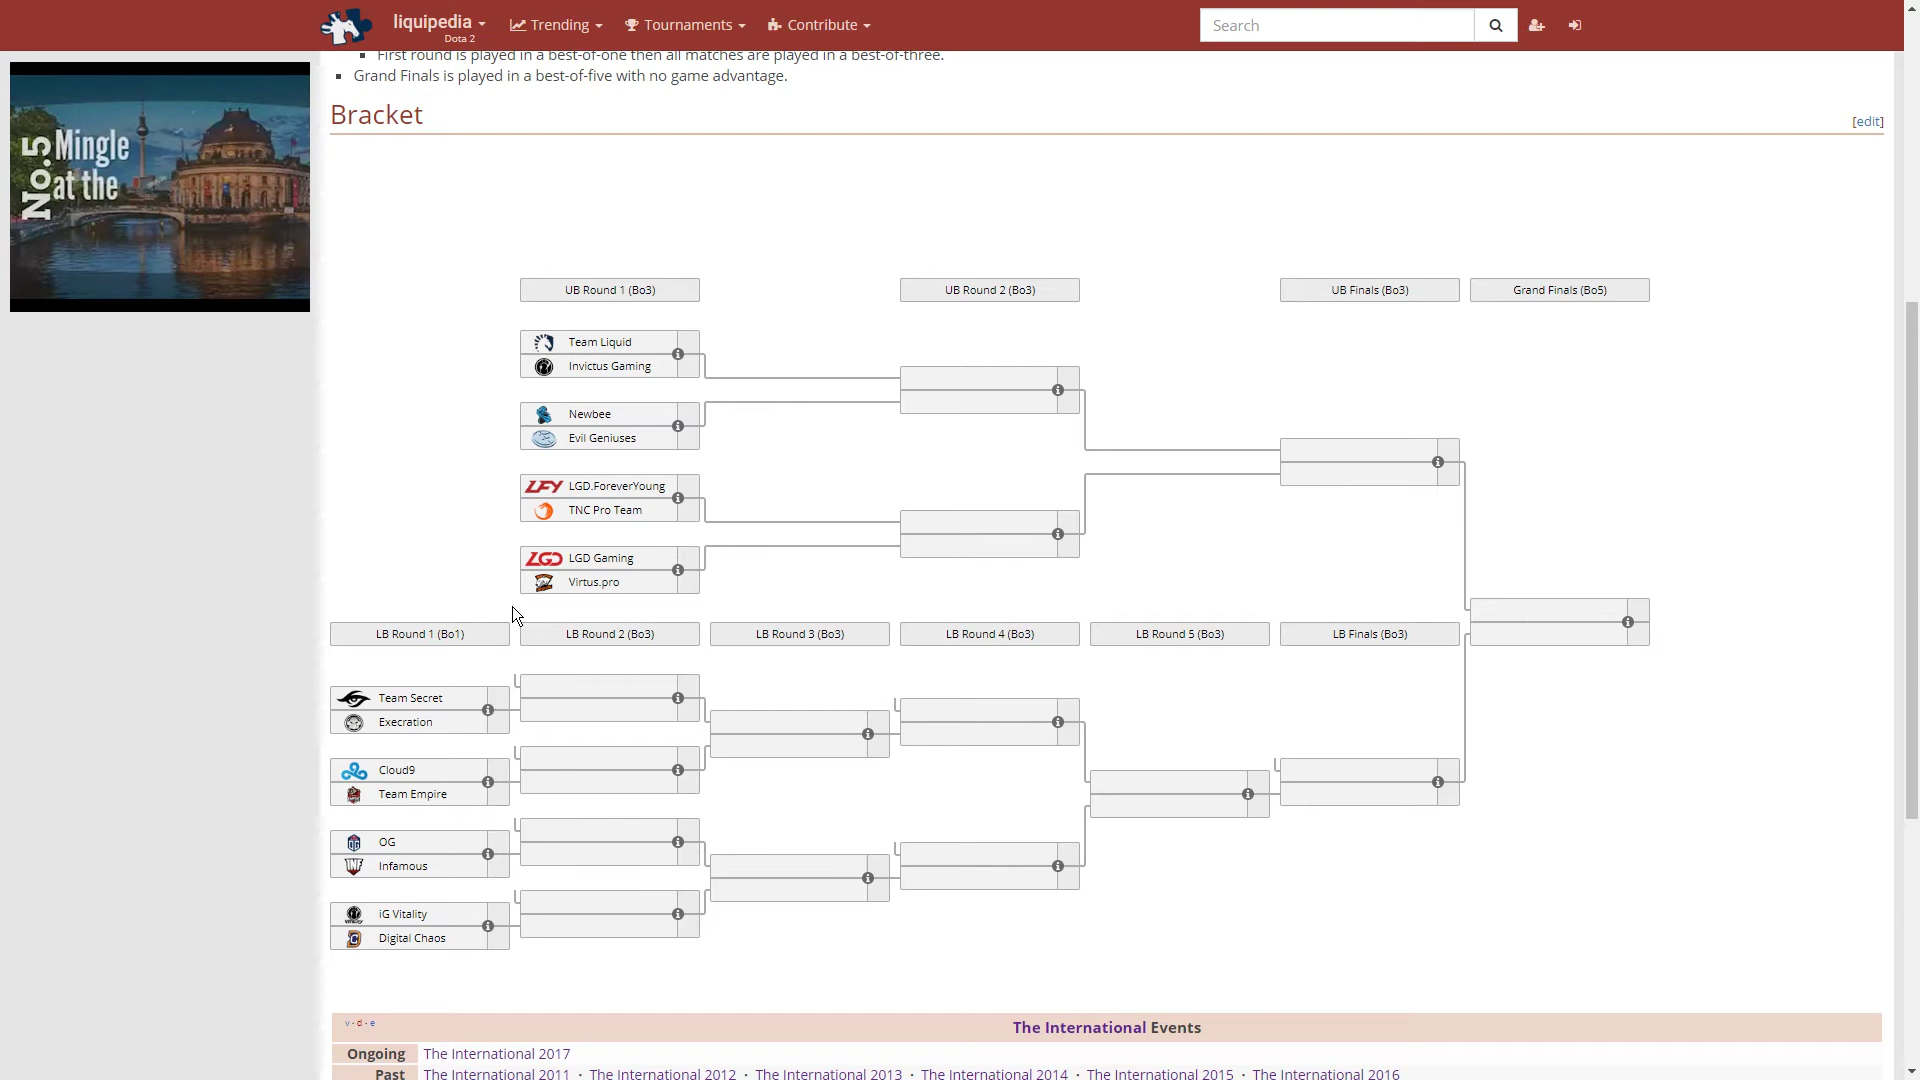 liquipedia
Dota 2
Trending
Tournaments
Contribute
Search
First round is played in a best-of-one then all matches are played in a best-of-three.
Grand Finals is played in a best-of-five with no game advantage.
No.5
Mingle
at the
Bracket
[edit]
UB Round 1 (Bo3)
UB Round 2 (Bo3)
UB Finals (Bo3)
Grand Finals (Bo5)
Team Liquid
Invictus Gaming
Newbee
Evil Geniuses
LFY LGD.ForeverYoung
TNC Pro Team
LGD LGD Gaming
Virtus.pro
LB Round 1 (Bo1)
LB Round 2 (Bo3)
LB Round 3 (Bo3)
LB Round 4 (Bo3)
LB Round 5 (Bo3)
LB Finals (Bo3)
Team Secret
Execration
Cloud9
Team Empire
OG
INF Infamous
iG Vitality
Digital Chaos
v · d · e
The International Events
Ongoing The International 2017
Past The International 2011 · The International 2012 · The International 2013 · The International 2014 · The International 2015 · The International 2016